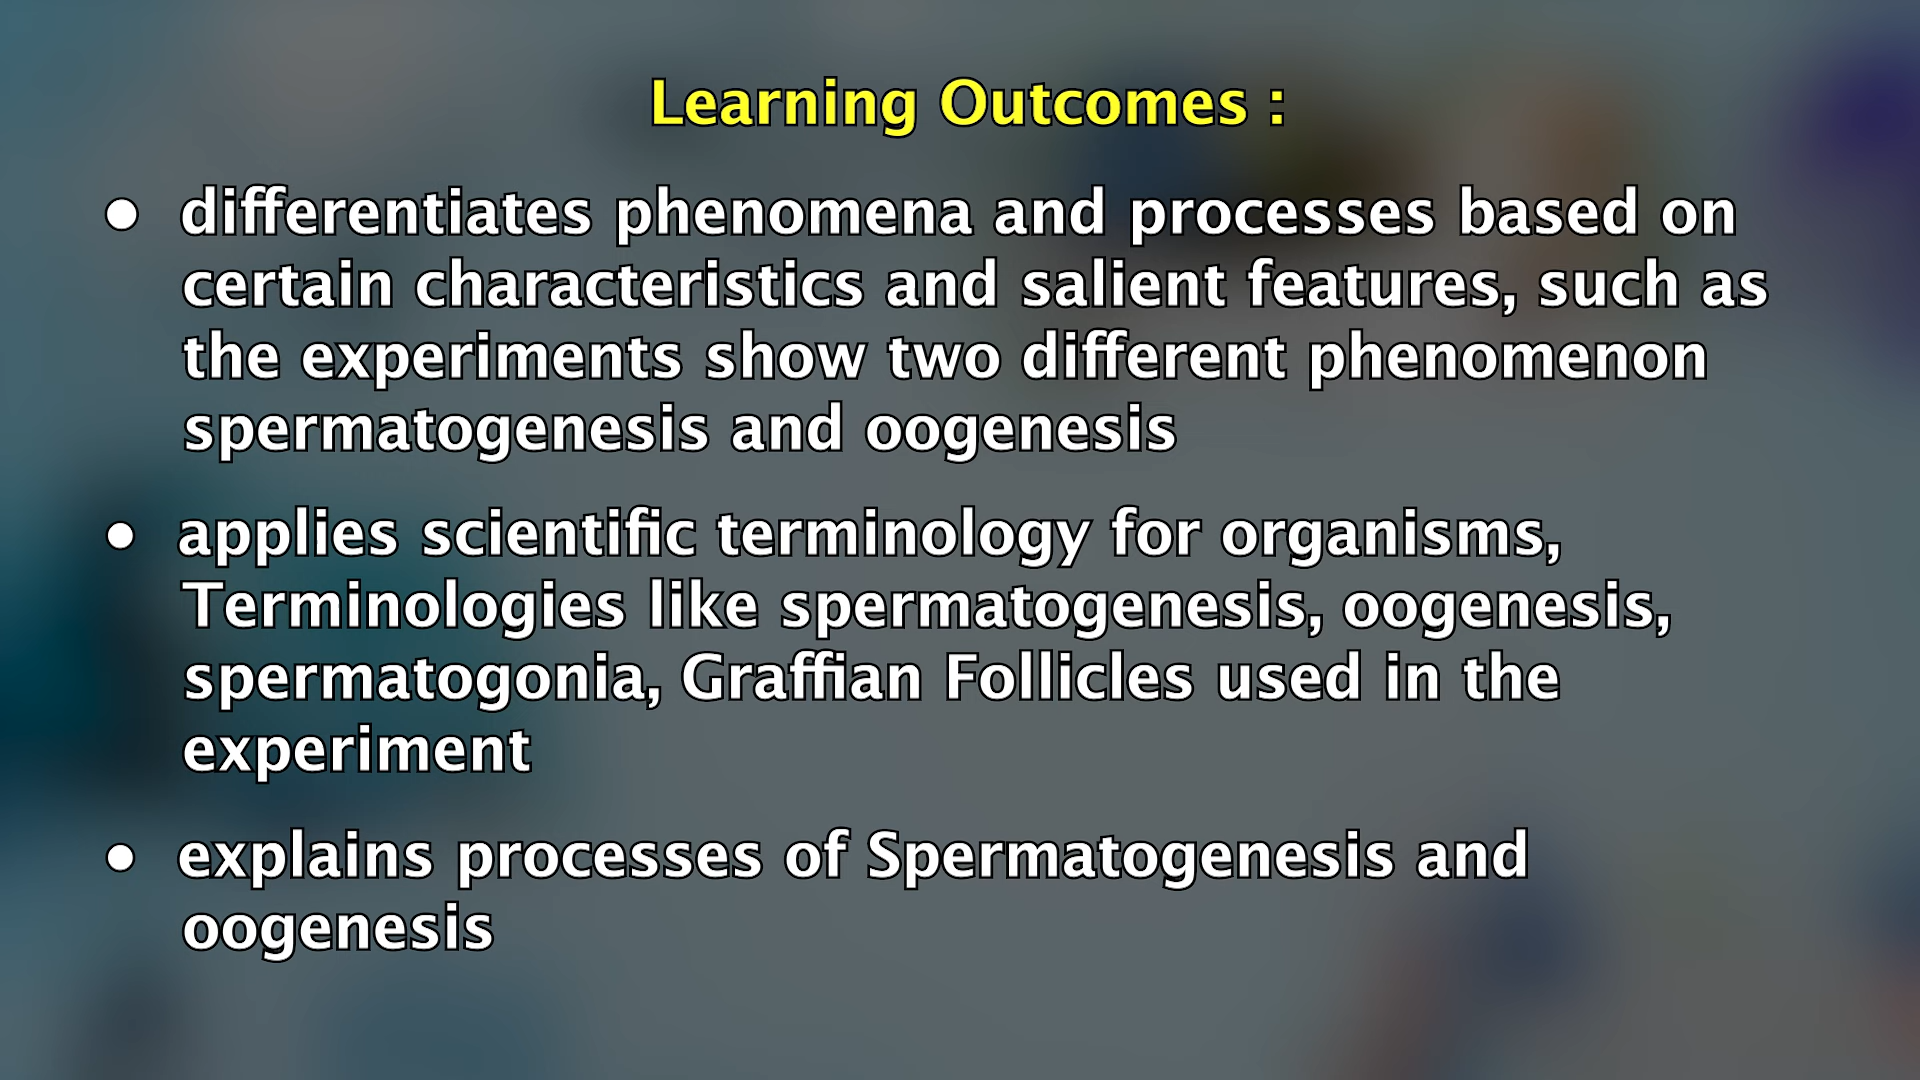 Learning Outcomes :
● differentiates phenomena and processes based on
certain characteristics and salient features, such as
the experiments show two different phenomenon
spermatogenesis and oogenesis
● applies scientific terminology for organisms,
Terminologies like spermatogenesis, oogenesis,
spermatogonia, Graffian Follicles used in the
experiment
● explains processes of Spermatogenesis and
oogenesis